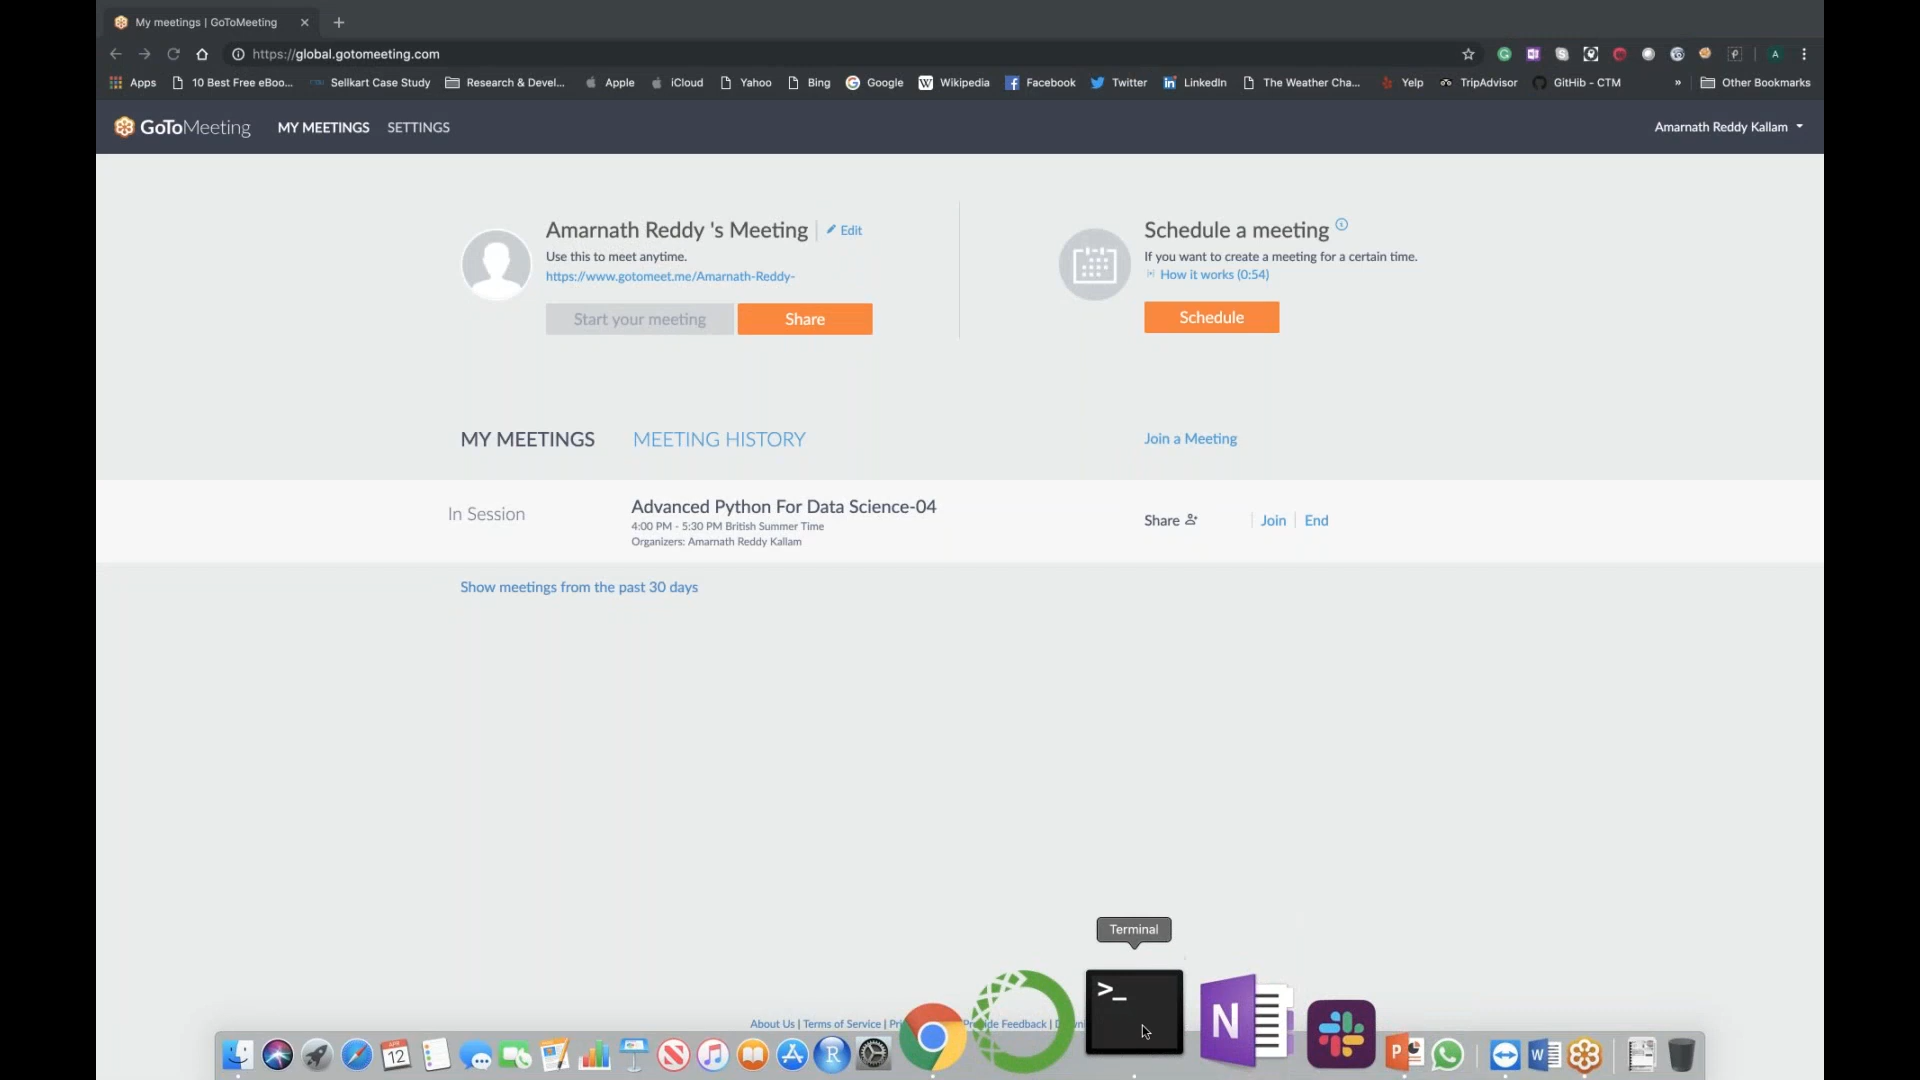 My meetings | GoToMeeting
https://global.gotomeeting.com
Apps
10 Best Free eBoo...
Sellkart Case Study
Research & Devel...
Apple
iCloud
Yahoo
Bing
Google
Wikipedia
Facebook
Twitter
LinkedIn
The Weather Cha...
Yelp
TripAdvisor
GitHib - CTM
»
Other Bookmarks
GoToMeeting
MY MEETINGS
SETTINGS
Amarnath Reddy Kallam
Amarnath Reddy 's Meeting
Edit
Use this to meet anytime.
https://www.gotomeet.me/Amarnath-Reddy-
Start your meeting
Share
Schedule a meeting
If you want to create a meeting for a certain time.
How it works (0:54)
Schedule
MY MEETINGS
MEETING HISTORY
Join a Meeting
In Session
Advanced Python For Data Science-04
4:00 PM - 5:30 PM British Summer Time
Organizers: Amarnath Reddy Kallam
Share
Join
End
Show meetings from the past 30 days
Terminal
>_
N
About Us | Terms of Service |
Feedback |
12
R
P
W